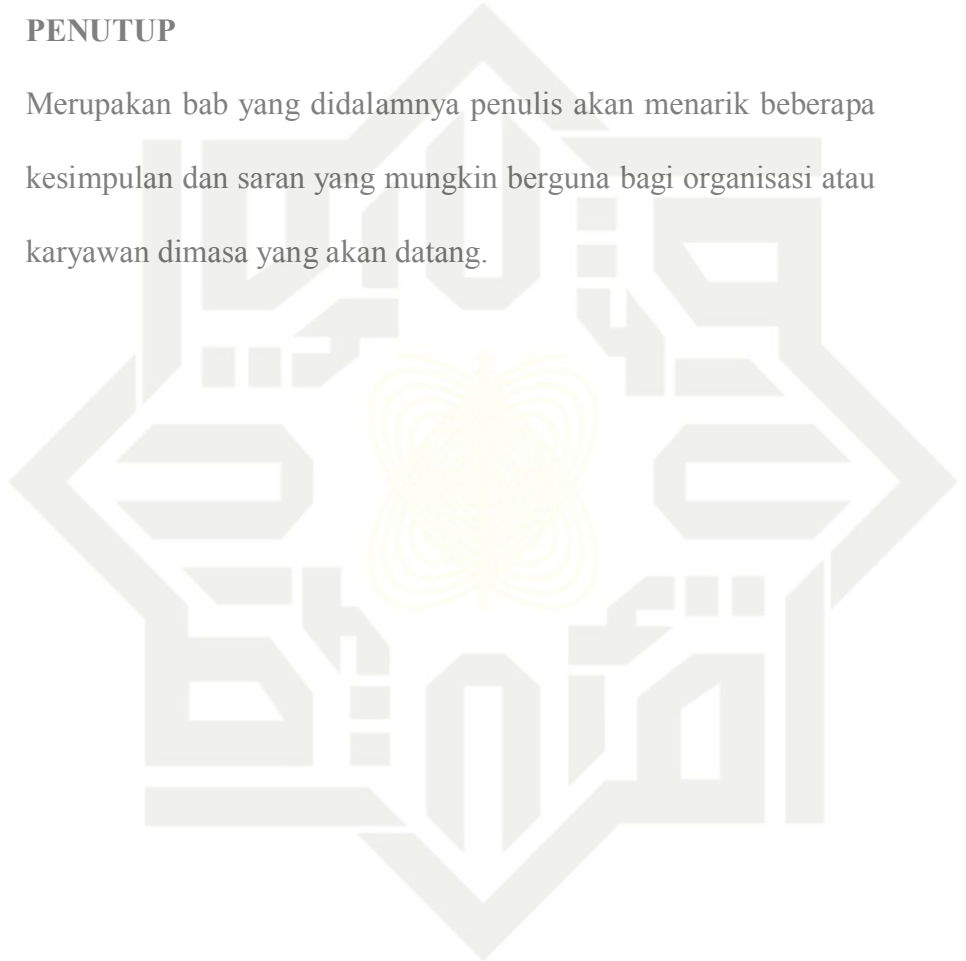 PENUTUP
Merupakan bab yang didalamnya penulis akan menarik beberapa
kesimpulan dan saran yang mungkin berguna bagi organisasi atau
karyawan dimasa yang akan datang.